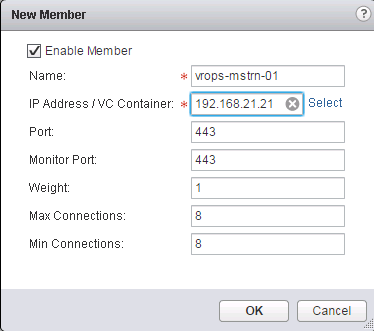 New Member
?
Enable Member
Name: * vrops-mstrn-01
IP Address / VC Container: * 192.168.21.21 Select
Port: 443
Monitor Port: 443
Weight: 1
Max Connections: 8
Min Connections: 8
OK Cancel